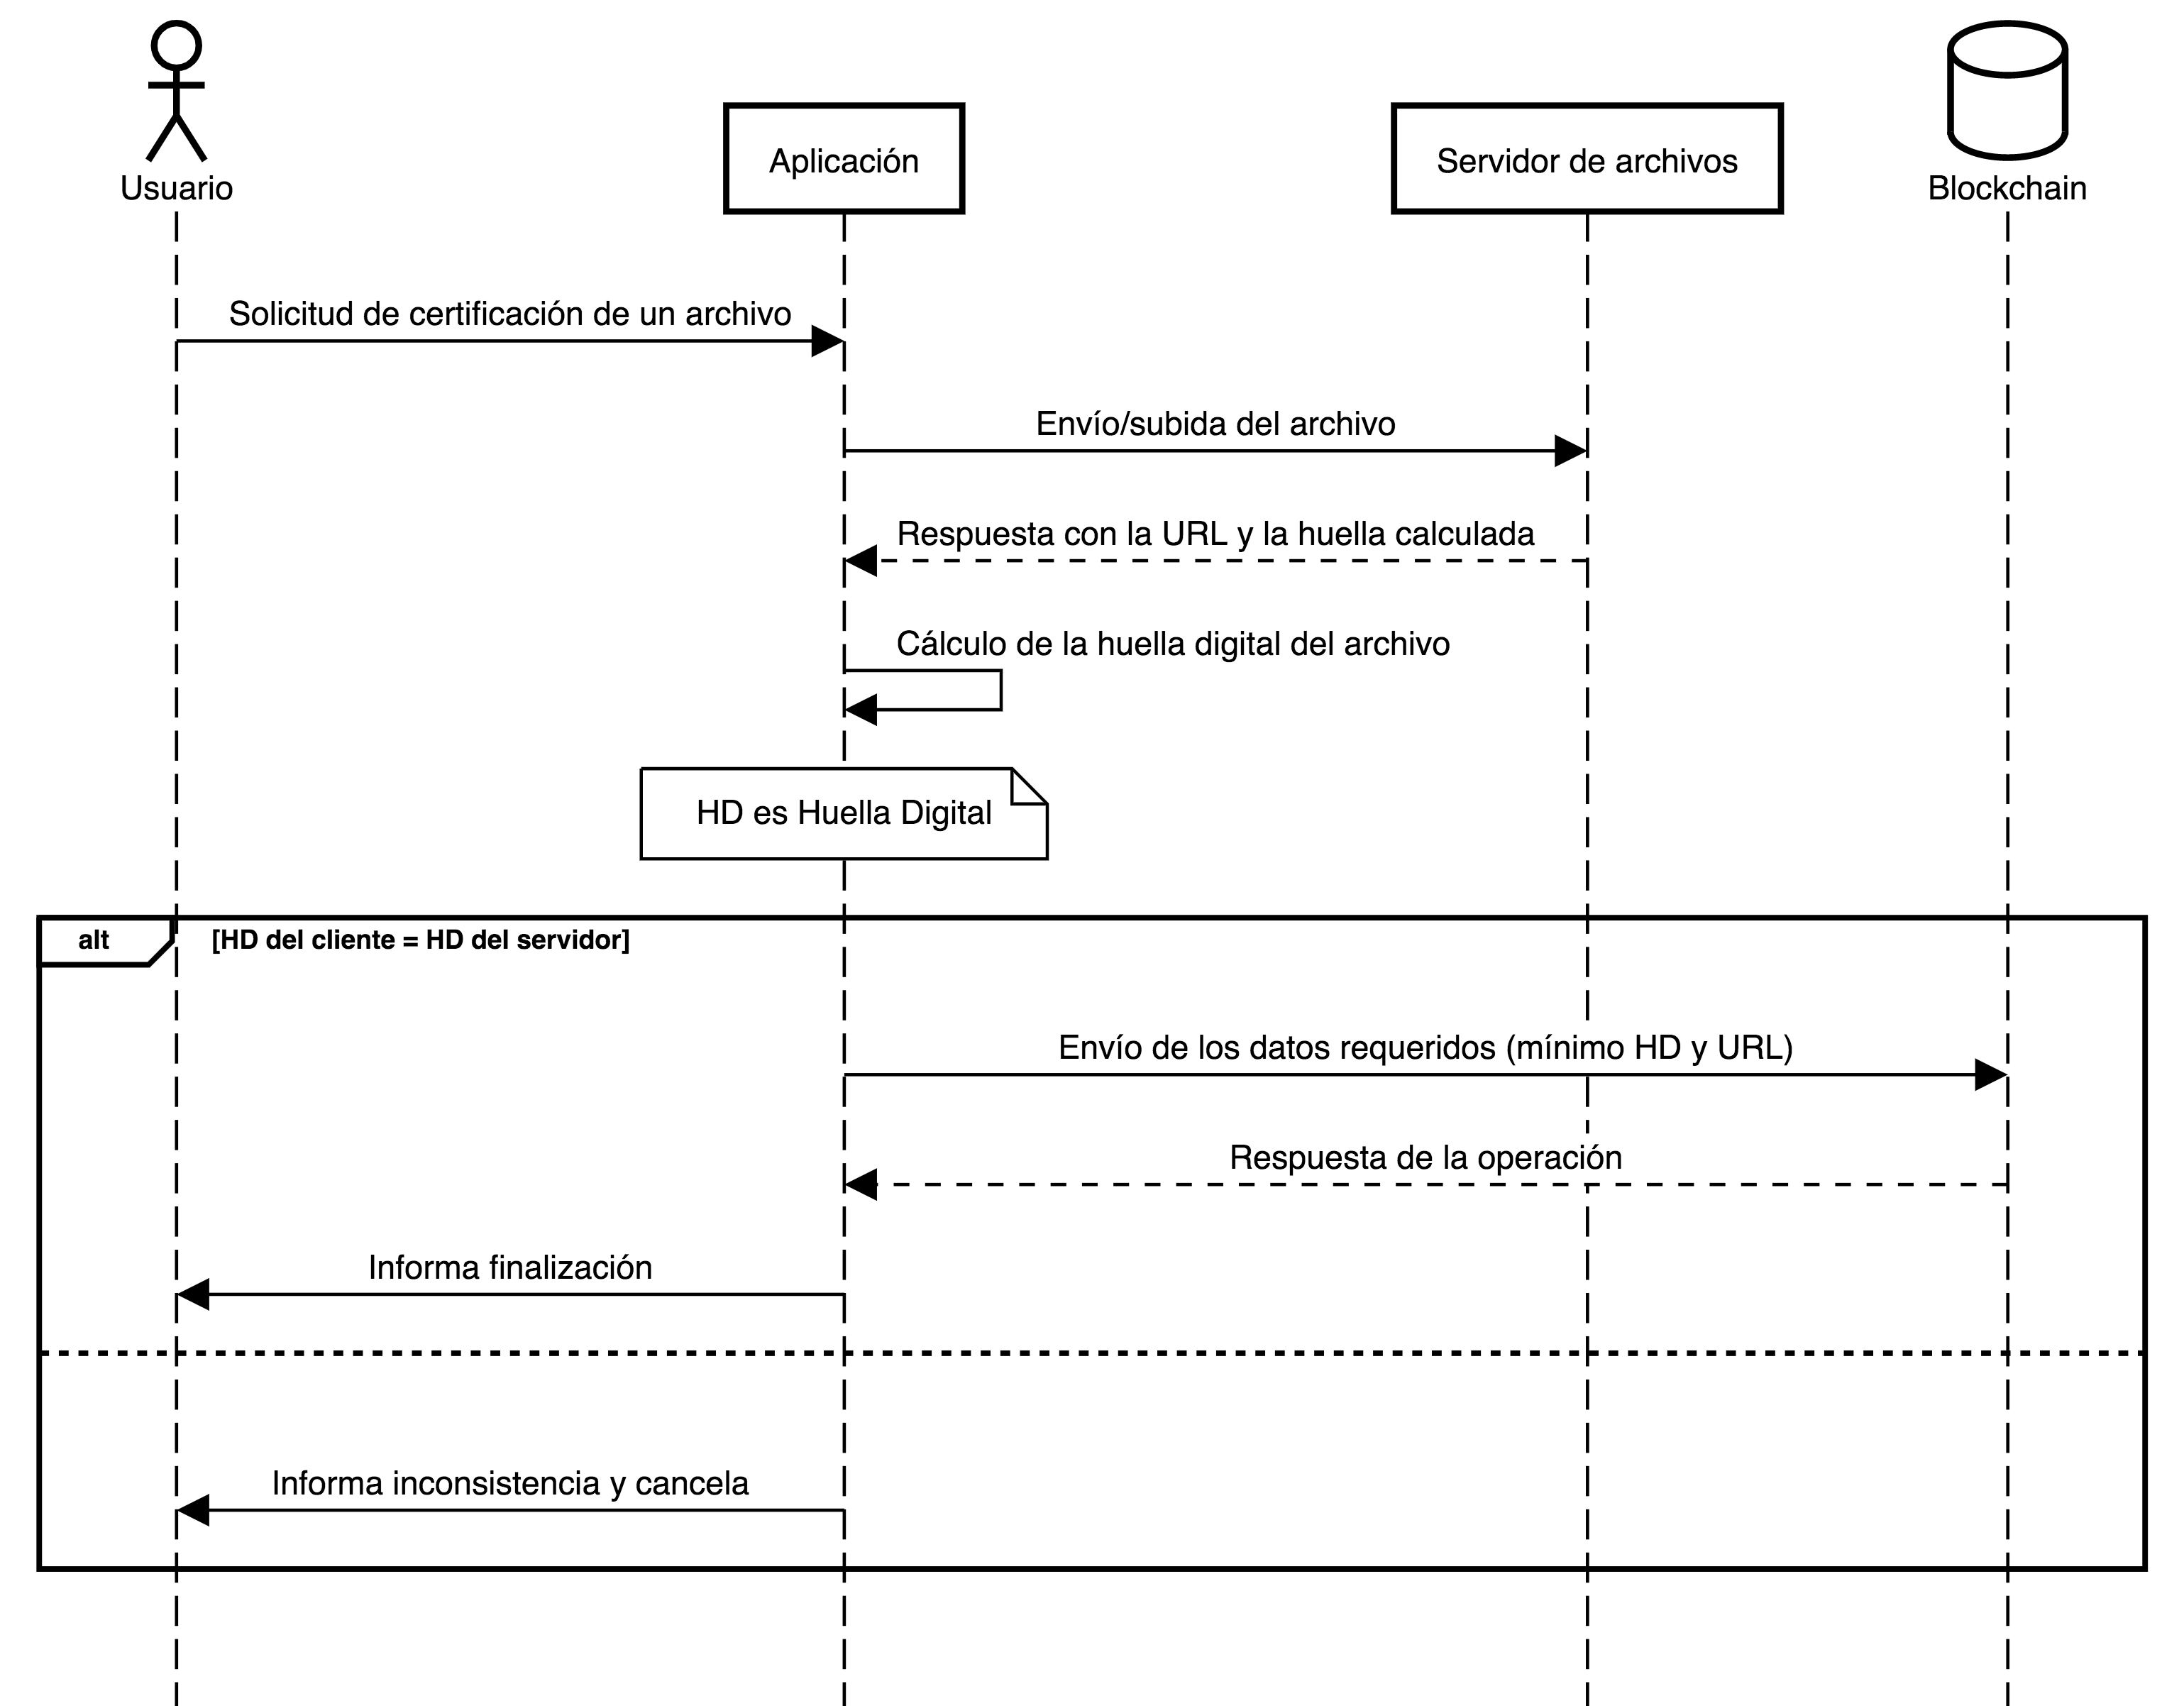 Usuario
Aplicación
Servidor de archivos
Blockchain
Solicitud de certificación de un archivo
Envío/subida del archivo
Respuesta con la URL y la huella calculada
Cálculo de la huella digital del archivo
HD es Huella Digital
alt
[HD del cliente = HD del servidor]
Envío de los datos requeridos (mínimo HD y URL)
Respuesta de la operación
Informa finalización
Informa inconsistencia y cancela